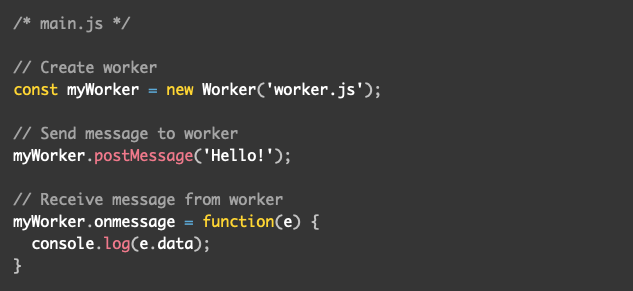 /* main.js */
// Create worker
const myWorker = new Worker('worker.js');
// Send message to worker
myWorker.postMessage('Hello!');
// Receive message from worker
myWorker.onmessage = function(e) {
  console.log(e.data);
}